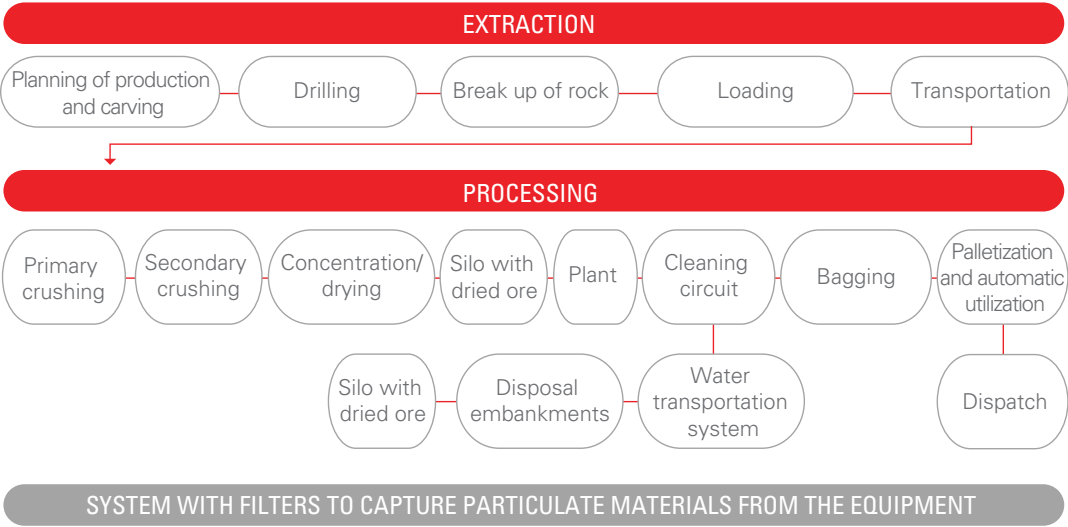 EXTRACTION
Planning of production
and carving
Drilling
Break up of rock
Loading
Transportation
PROCESSING
Primary
crushing
Secondary
crushing
Concentration/
drying
Silo with
dried ore
Plant
Cleaning
circuit
Bagging
Palletization
and automatic
utilization
Silo with
dried ore
Disposal
embankments
Water
transportation
system
Dispatch
SYSTEM WITH FILTERS TO CAPTURE PARTICULATE MATERIALS FROM THE EQUIPMENT